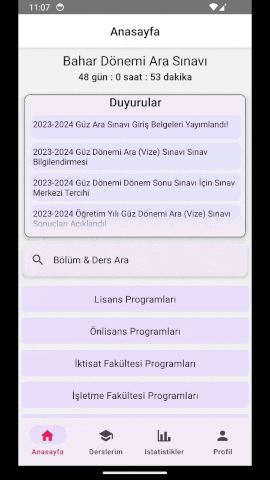 11:07
Anasayfa
Bahar Dönemi Ara Sınavı
48 gün : 0 saat : 53 dakika
Duyurular
2023-2024 Güz Ara Sınavı Giriş Belgeleri Yayımlandı!
2023-2024 Güz Dönemi Ara (Vize) Sınavı Sınav
Bilgilendirmesi
2023-2024 Güz Dönemi Dönem Sonu Sınavı İçin Sınav
Merkezi Tercihi
2023-2024 Öğretim Yılı Güz Dönemi Ara (Vize) Sınavı
Sonuçları Açıklandı!
Bölüm & Ders Ara
Lisans Programları
Önlisans Programları
İktisat Fakültesi Programları
İşletme Fakültesi Programları
Anasayfa
Derslerim
Istatistikler
Profil